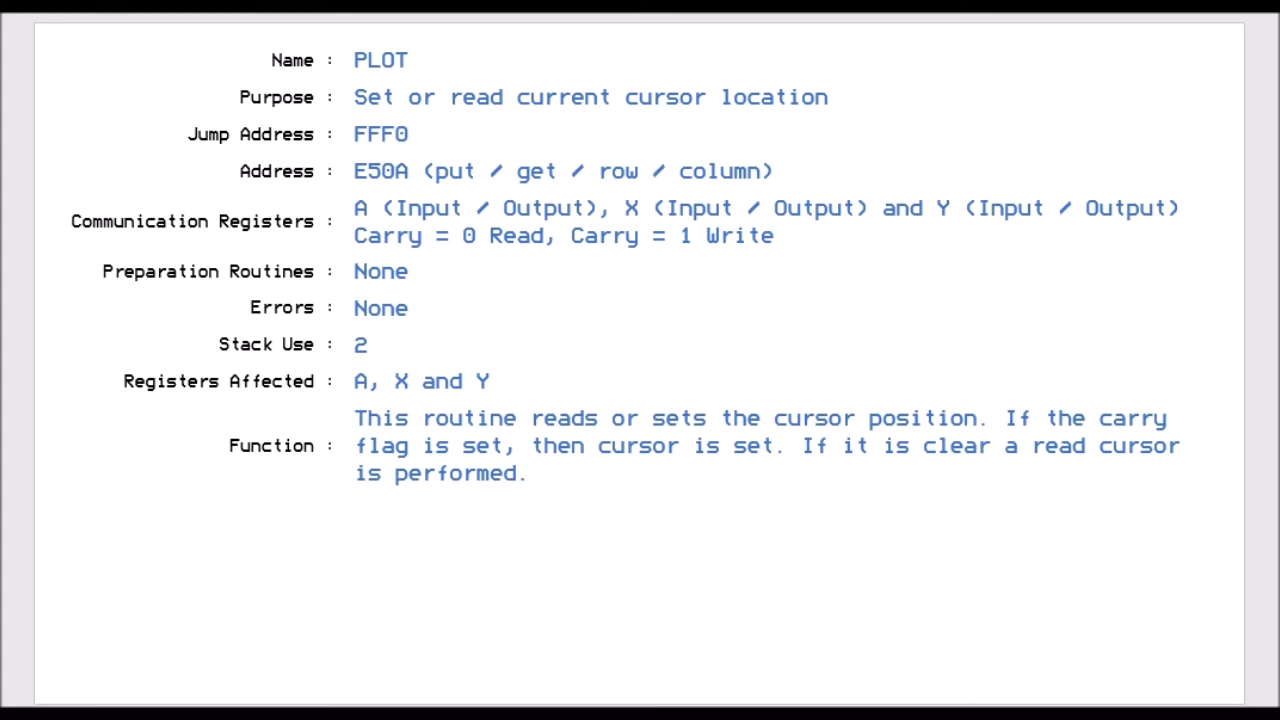 Name : PLOT
Purpose : Set or read current cursor location
Jump Address : FFF0
Address : E50A (put / get / row / column)
Communication Registers : A (Input / Output), X (Input / Output) and Y (Input / Output)
Carry = 0 Read, Carry = 1 Write
Preparation Routines : None
Errors : None
Stack Use : 2
Registers Affected : A, X and Y
Function : This routine reads or sets the cursor position. If the carry
flag is set, then cursor is set. If it is clear a read cursor
is performed.